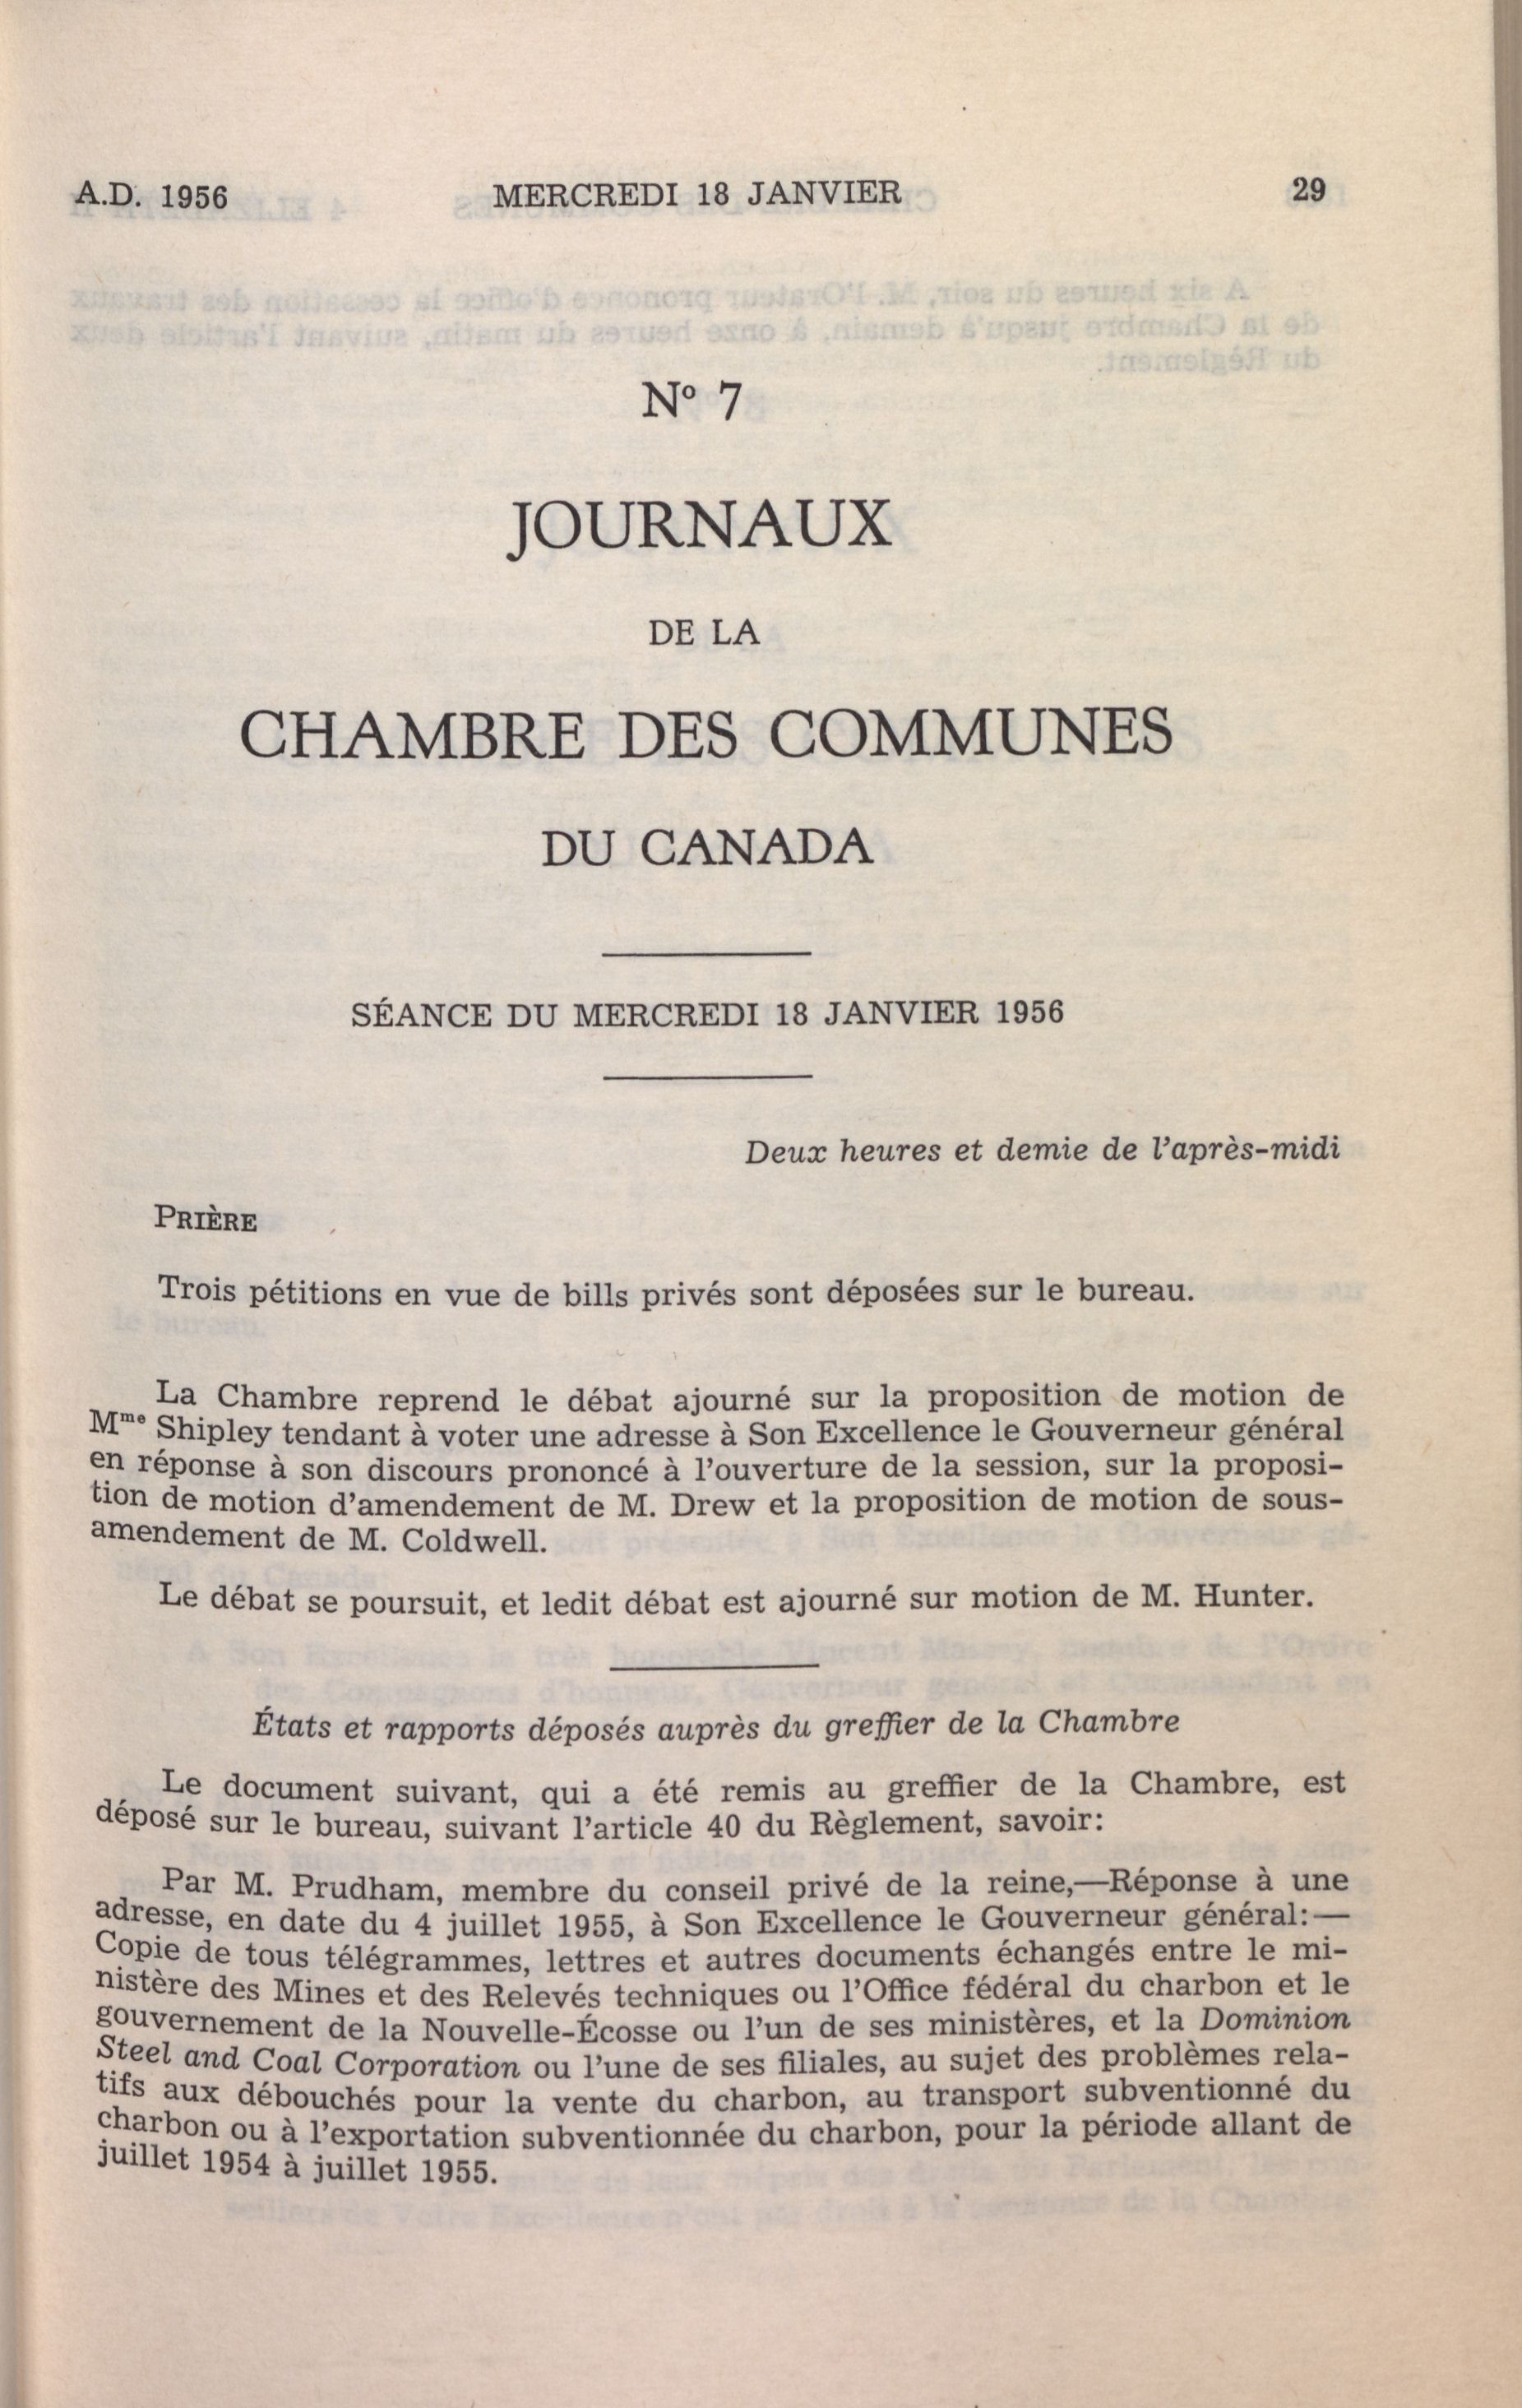 A.D. 1956 MERCREDI 18 JANVIER 29
Nº 7
JOURNAUX
DE LA
CHAMBRE DES COMMUNES
DU CANADA
SÉANCE DU MERCREDI 18 JANVIER 1956
Deux heures et demie de l'après-midi
PRIÈRE
Trois pétitions en vue de bills privés sont déposées sur le bureau.
La Chambre reprend le débat ajourné sur la proposition de motion de
Mme Shipley tendant à voter une adresse à Son Excellence le Gouverneur général
en réponse à son discours prononcé à l'ouverture de la session, sur la proposi-
tion de motion d'amendement de M. Drew et la proposition de motion de sous-
amendement de M. Coldwell.
Le débat se poursuit, et ledit débat est ajourné sur motion de M. Hunter.
États et rapports déposés auprès du greffier de la Chambre
Le document suivant, qui a été remis au greffier de la Chambre, est
déposé sur le bureau, suivant l'article 40 du Règlement, savoir:
Par M. Prudham, membre du conseil privé de la reine,—Réponse à une
adresse, en date du 4 juillet 1955, à Son Excellence le Gouverneur général:—
Copie de tous télégrammes, lettres et autres documents échangés entre le mi-
nistère des Mines et des Relevés techniques ou l'Office fédéral du charbon et le
gouvernement de la Nouvelle-Écosse ou l'un de ses ministères, et la Dominion
Steel and Coal Corporation ou l'une de ses filiales, au sujet des problèmes rela-
tifs aux débouchés pour la vente du charbon, au transport subventionné du
charbon ou à l'exportation subventionnée du charbon, pour la période allant de
juillet 1954 à juillet 1955.